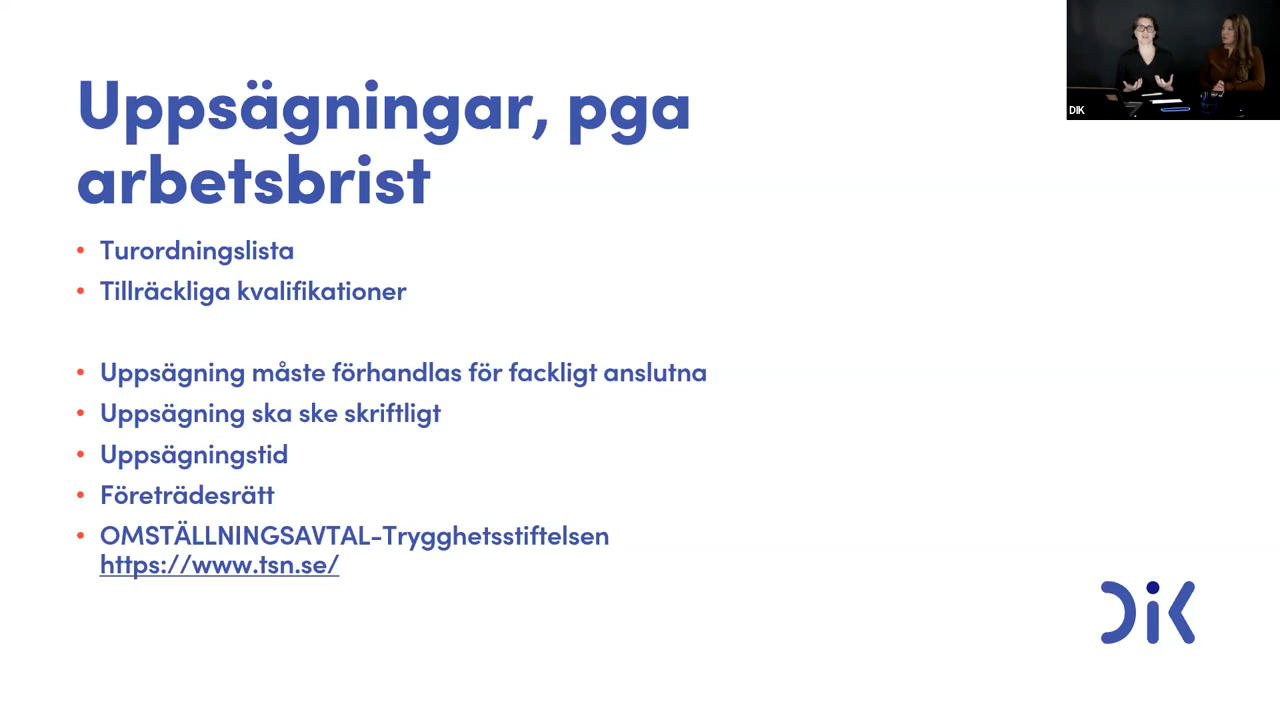 Uppsägningar, pga
arbetsbrist
• Turordningslista
• Tillräckliga kvalifikationer
• Uppsägning måste förhandlas för fackligt anslutna
• Uppsägning ska ske skriftligt
• Uppsägningstid
• Företrädesrätt
• OMSTÄLLNINGSAVTAL-Trygghetsstiftelsen
https://www.tsn.se/
DIK
DiK